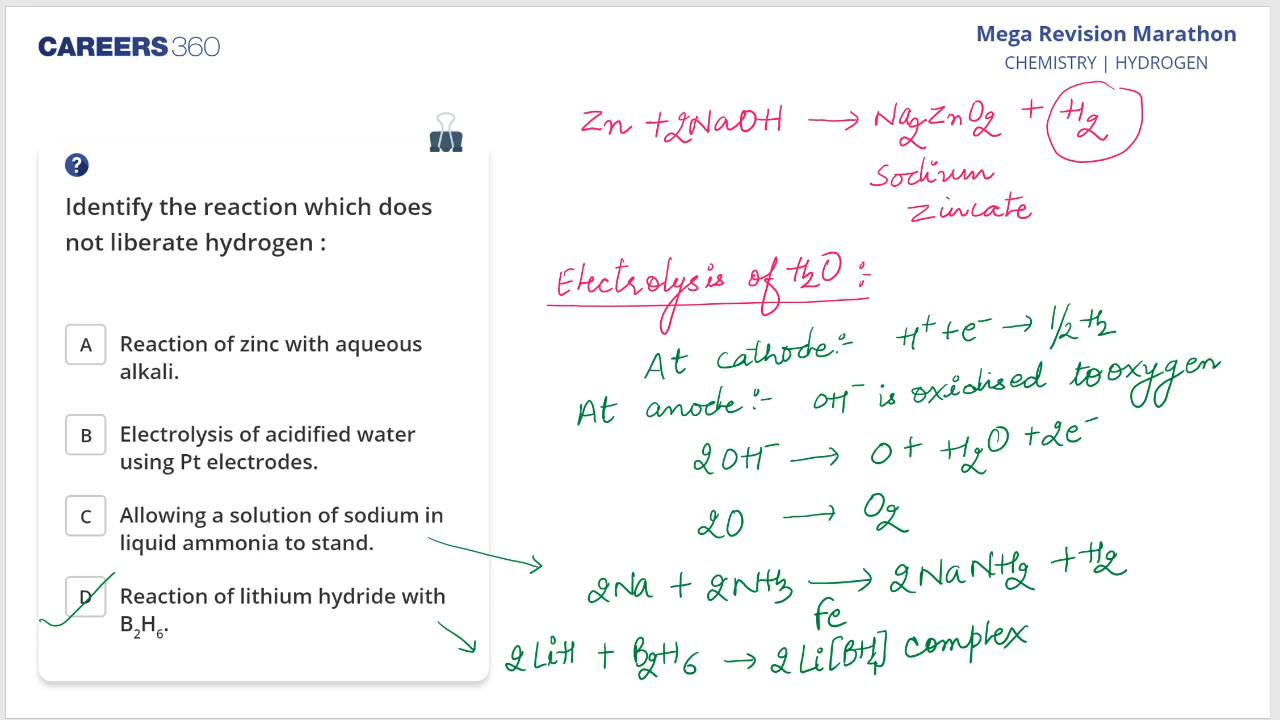 CAREERS360
Mega Revision Marathon
CHEMISTRY | HYDROGEN
?
Identify the reaction which does
not liberate hydrogen :
A Reaction of zinc with aqueous
alkali.
B Electrolysis of acidified water
using Pt electrodes.
C Allowing a solution of sodium in
liquid ammonia to stand.
D Reaction of lithium hydride with
B₂H₆.
Zn + 2NaOH → Na₂ZnO₂ + H₂
Sodium
Zincate
Electrolysis of H₂O :-
At cathode:- H⁺ + e⁻ → 1/2 H₂
At anode:- OH⁻ is oxidised to oxygen
2OH⁻ → O + H₂O + 2e⁻
2O → O₂
2Na + 2NH₃ → 2NaNH₂ + H₂
Fe
2LiH + B₂H₆ → 2Li[BH₄] complex